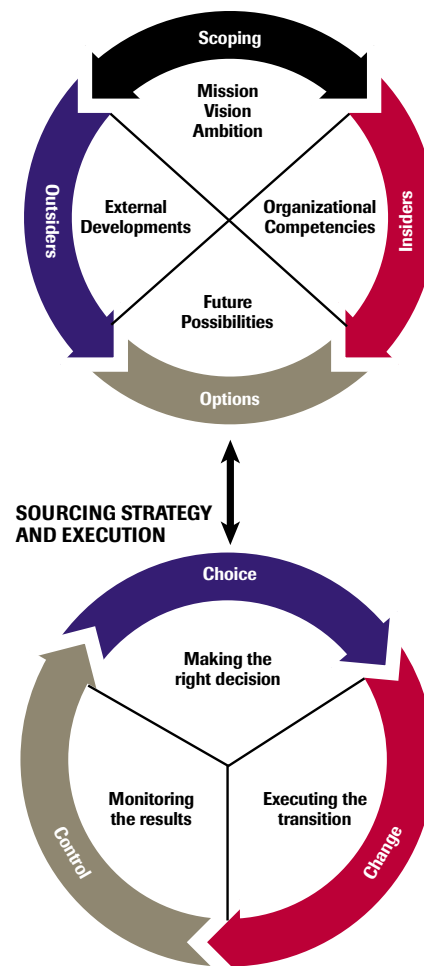 Scoping
Mission
Vision
Ambition
Outsiders
External
Developments
Organizational
Competencies
Insiders
Future
Possibilities
Options
SOURCING STRATEGY
AND EXECUTION
Choice
Making the
right decision
Monitoring
the results
Executing the
transition
Control
Change